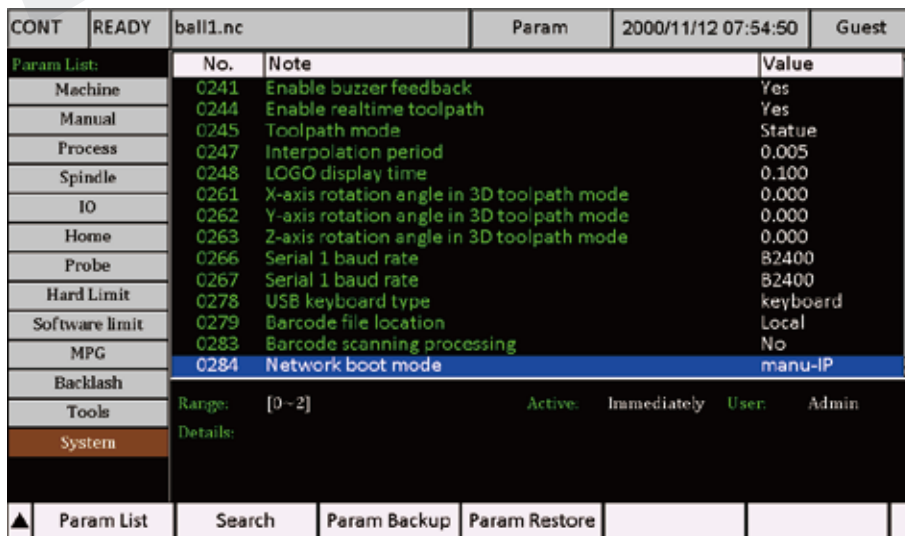 CONT READY ball1.nc Param 2000/11/12 07:54:50 Guest
Param List: No. Note Value
Machine
Manual
Process
Spindle
IO
Home
Probe
Hard Limit
Software limit
MPG
Backlash
Tools
System
0241 Enable buzzer feedback Yes
0244 Enable realtime toolpath Yes
0245 Toolpath mode Statue
0247 Interpolation period 0.005
0248 LOGO display time 0.100
0261 X-axis rotation angle in 3D toolpath mode 0.000
0262 Y-axis rotation angle in 3D toolpath mode 0.000
0263 Z-axis rotation angle in 3D toolpath mode 0.000
0266 Serial 1 baud rate B2400
0267 Serial 1 baud rate B2400
0278 USB keyboard type keyboard
0279 Barcode file location Local
0283 Barcode scanning processing No
0284 Network boot mode manu-IP
Range: [0~2] Active: Immediately User: Admin
Details:
▲ Param List Search Param Backup Param Restore